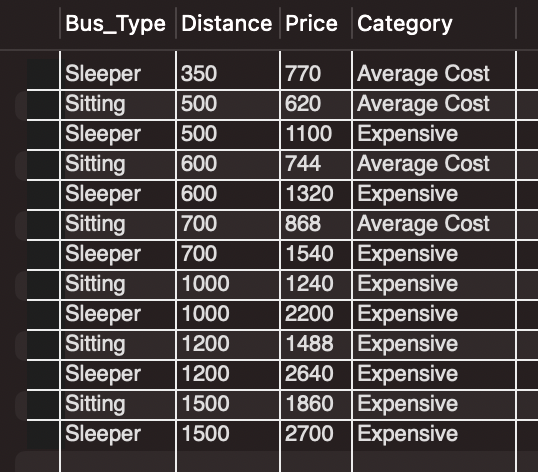 Bus_Type Distance Price Category
Sleeper 350 770 Average Cost
Sitting 500 620 Average Cost
Sleeper 500 1100 Expensive
Sitting 600 744 Average Cost
Sleeper 600 1320 Expensive
Sitting 700 868 Average Cost
Sleeper 700 1540 Expensive
Sitting 1000 1240 Expensive
Sleeper 1000 2200 Expensive
Sitting 1200 1488 Expensive
Sleeper 1200 2640 Expensive
Sitting 1500 1860 Expensive
Sleeper 1500 2700 Expensive